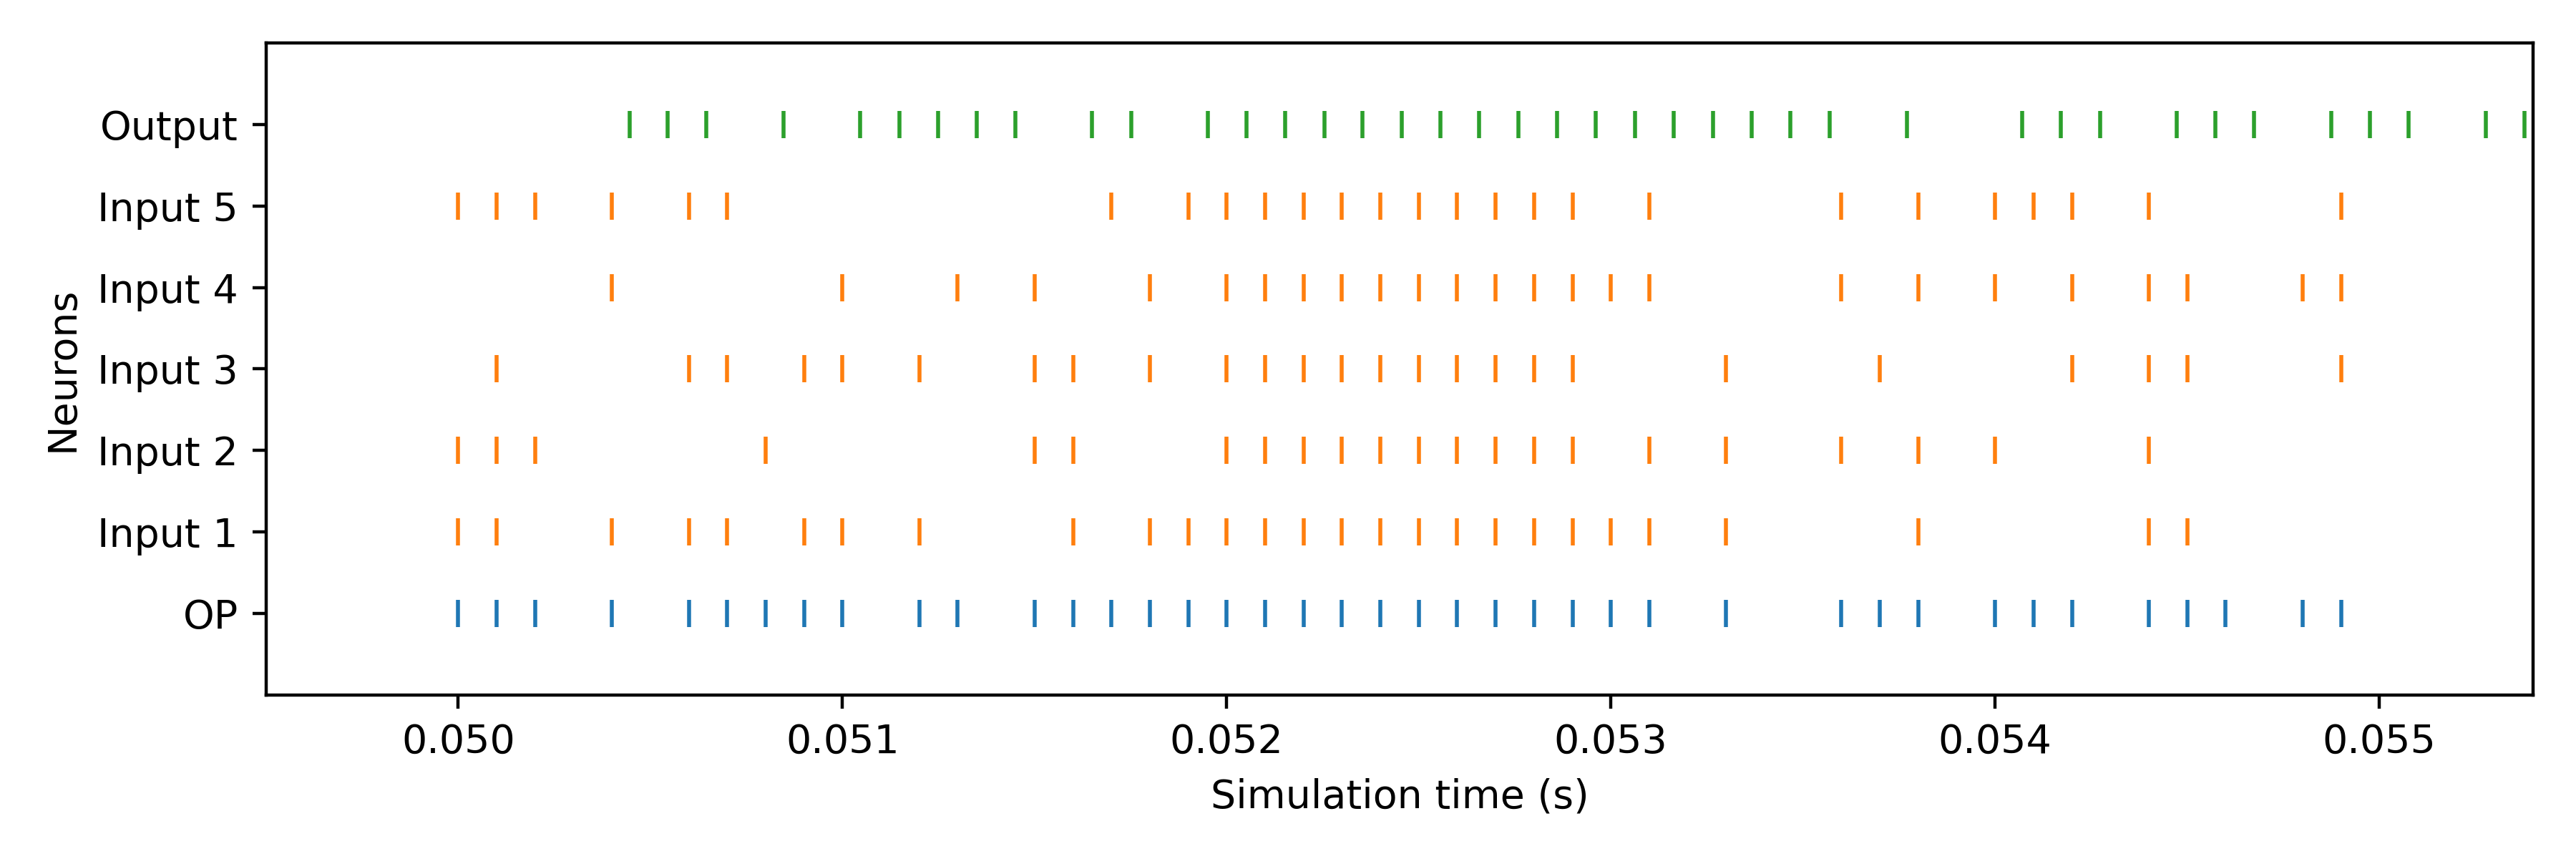 Output
Input 5
Input 4
Input 3
Input 2
Input 1
OP
Neurons
0.050 0.051 0.052 0.053 0.054 0.055
Simulation time (s)